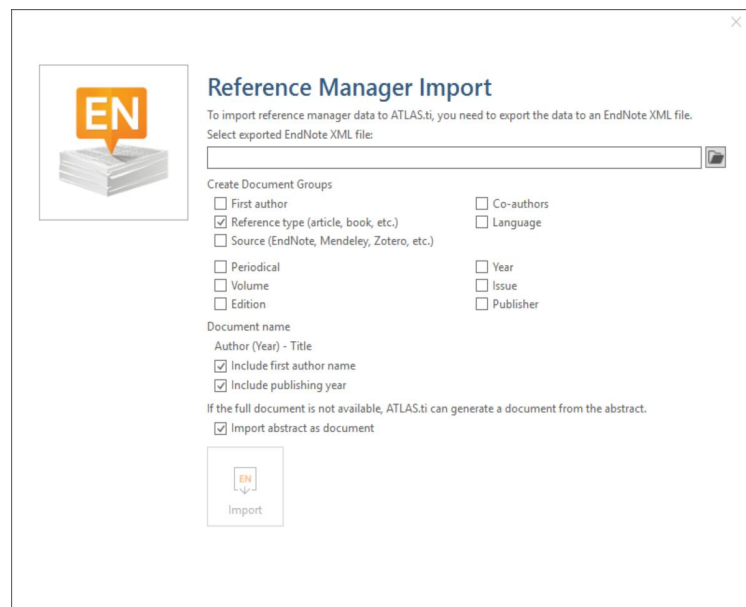 EN
Reference Manager Import
To import reference manager data to ATLAS.ti, you need to export the data to an EndNote XML file.
Select exported EndNote XML file:
Create Document Groups
First author
Co-authors
Reference type (article, book, etc.)
Language
Source (EndNote, Mendeley, Zotero, etc.)
Periodical
Year
Volume
Issue
Edition
Publisher
Document name
Author (Year) - Title
Include first author name
Include publishing year
If the full document is not available, ATLAS.ti can generate a document from the abstract.
Import abstract as document
EN
Import